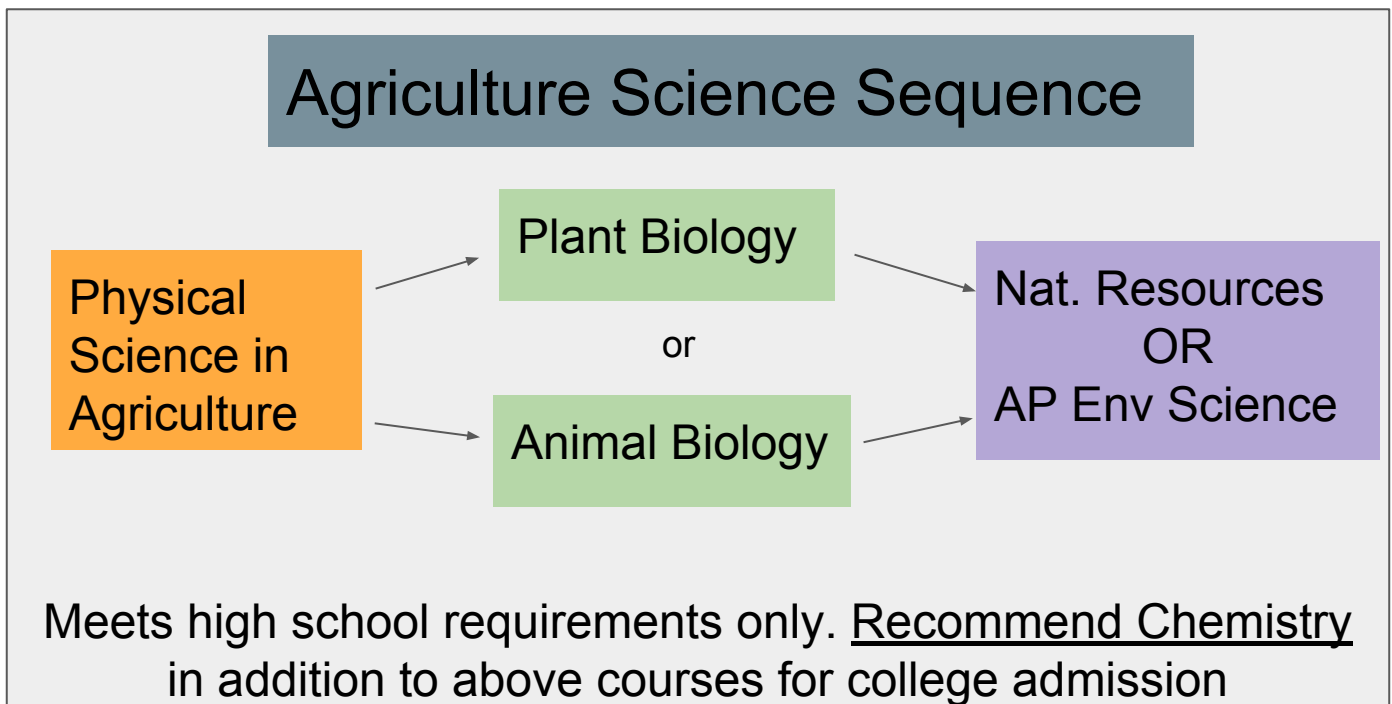 Agriculture Science Sequence
Physical
Science in
Agriculture
Plant Biology
or
Animal Biology
Nat. Resources
OR
AP Env Science
Meets high school requirements only. Recommend Chemistry
in addition to above courses for college admission